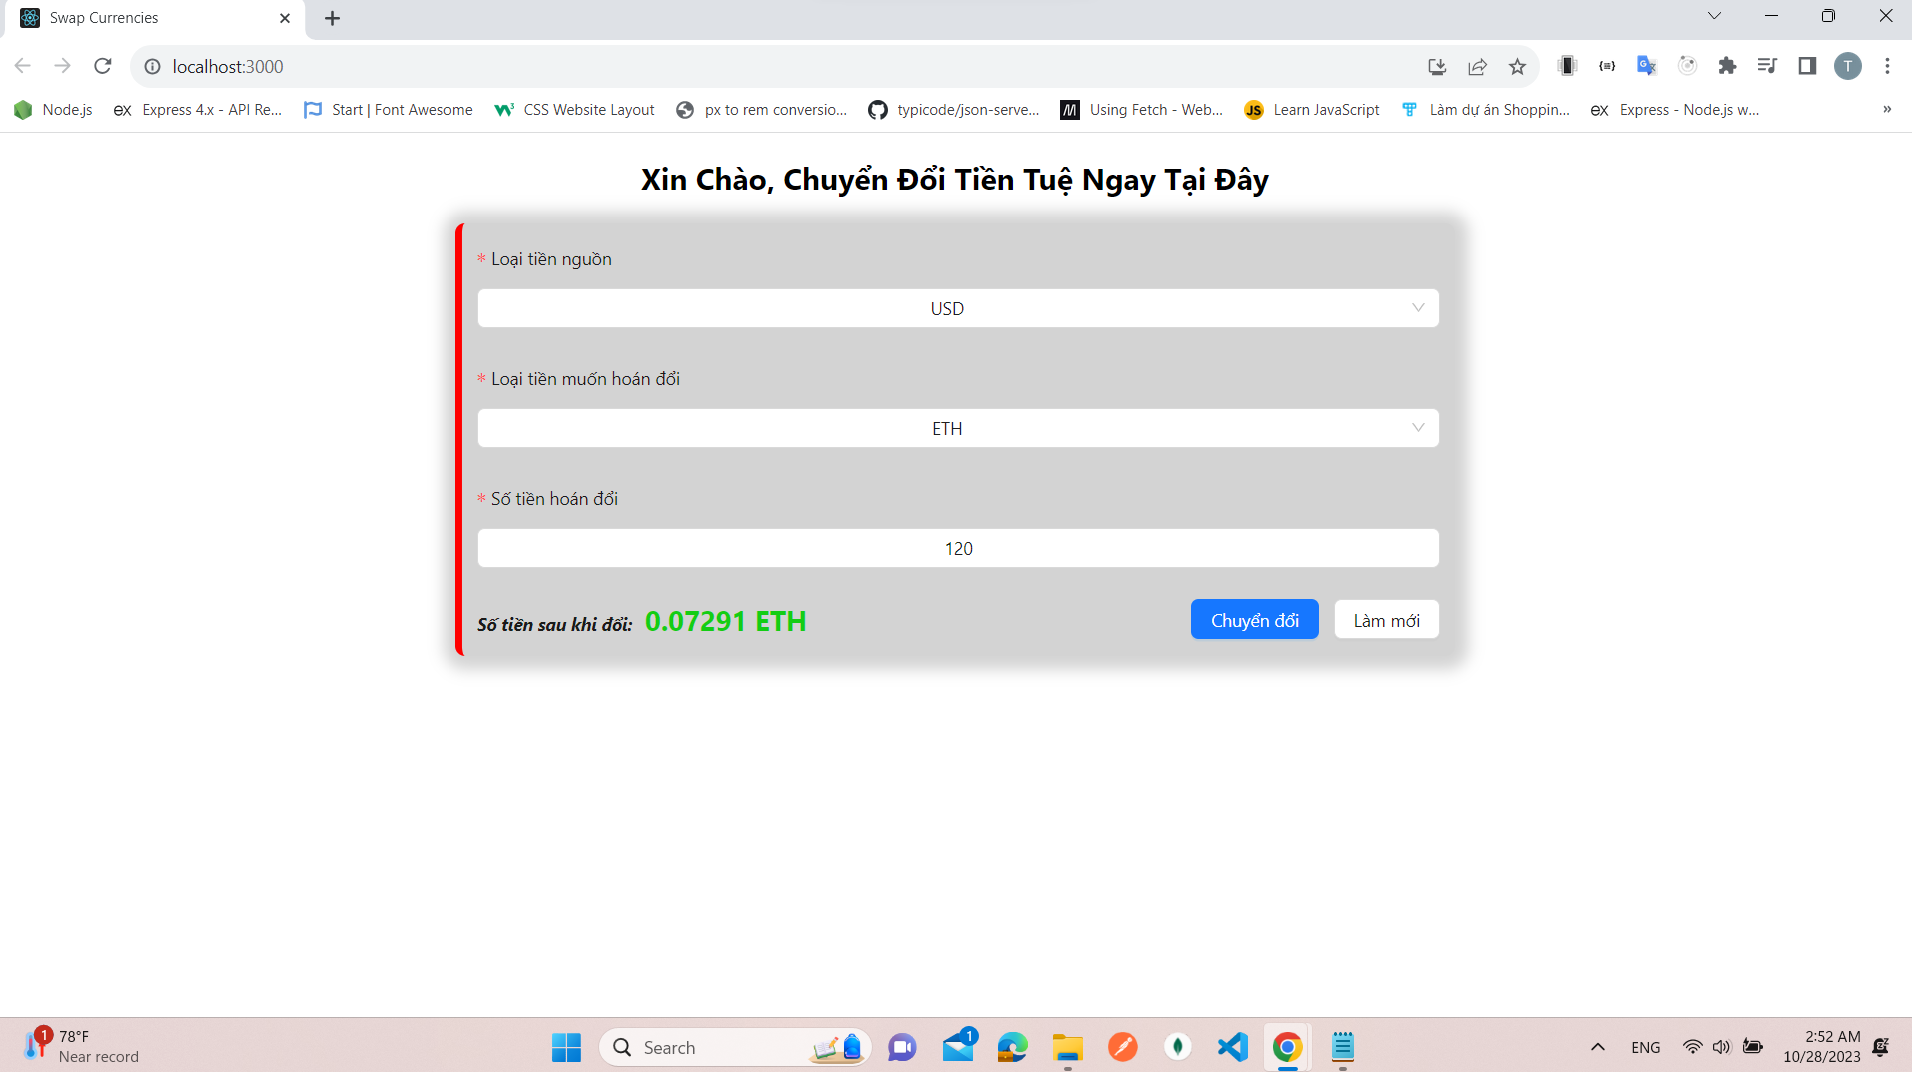 Swap Currencies
localhost:3000
T
Node.js
ex Express 4.x - API Re...
Start | Font Awesome
CSS Website Layout
px to rem conversio...
typicode/json-serve...
Using Fetch - Web...
JS Learn JavaScript
Làm dự án Shoppin...
ex Express - Node.js w...
»
Xin Chào, Chuyển Đổi Tiền Tuệ Ngay Tại Đây
* Loại tiền nguồn
USD
* Loại tiền muốn hoán đổi
ETH
* Số tiền hoán đổi
120
Số tiền sau khi đổi: 0.07291 ETH
Chuyển đổi
Làm mới
1
78°F
Near record
Search
1
ENG
2:52 AM
10/28/2023